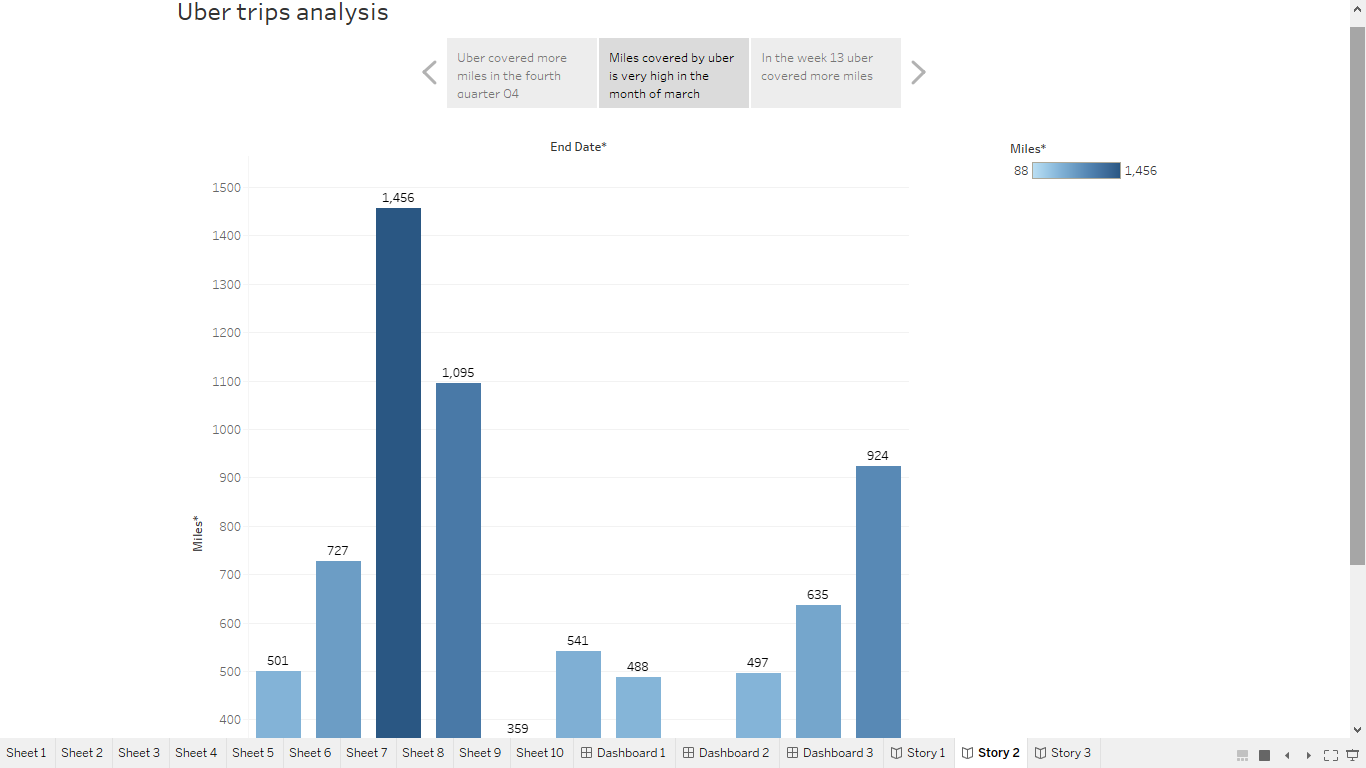 Uber trips analysis
Uber covered more
miles in the fourth
quarter Q4
Miles covered by uber
is very high in the
month of march
In the week 13 uber
covered more miles
End Date*
Miles*
88 1,456
1500
1400
1300
1200
1100
1000
900
800
700
600
500
400
Miles*
501
727
1,456
1,095
359
541
488
497
635
924
Sheet 1 Sheet 2 Sheet 3 Sheet 4 Sheet 5 Sheet 6 Sheet 7 Sheet 8 Sheet 9 Sheet 10 Dashboard 1 Dashboard 2 Dashboard 3 Story 1 Story 2 Story 3